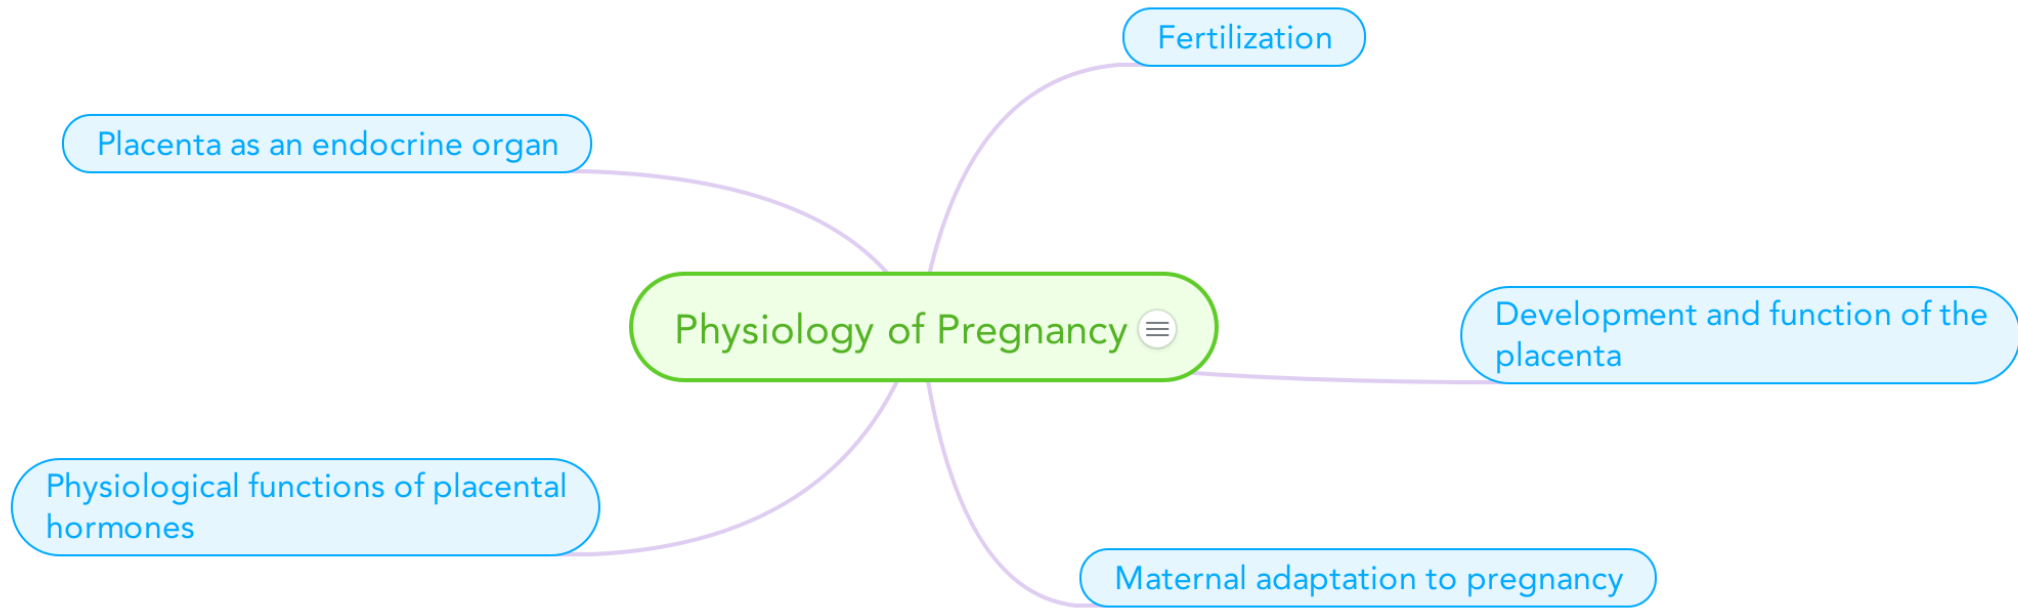 Fertilization
Placenta as an endocrine organ
Physiology of Pregnancy
Development and function of the
placenta
Physiological functions of placental
hormones
Maternal adaptation to pregnancy